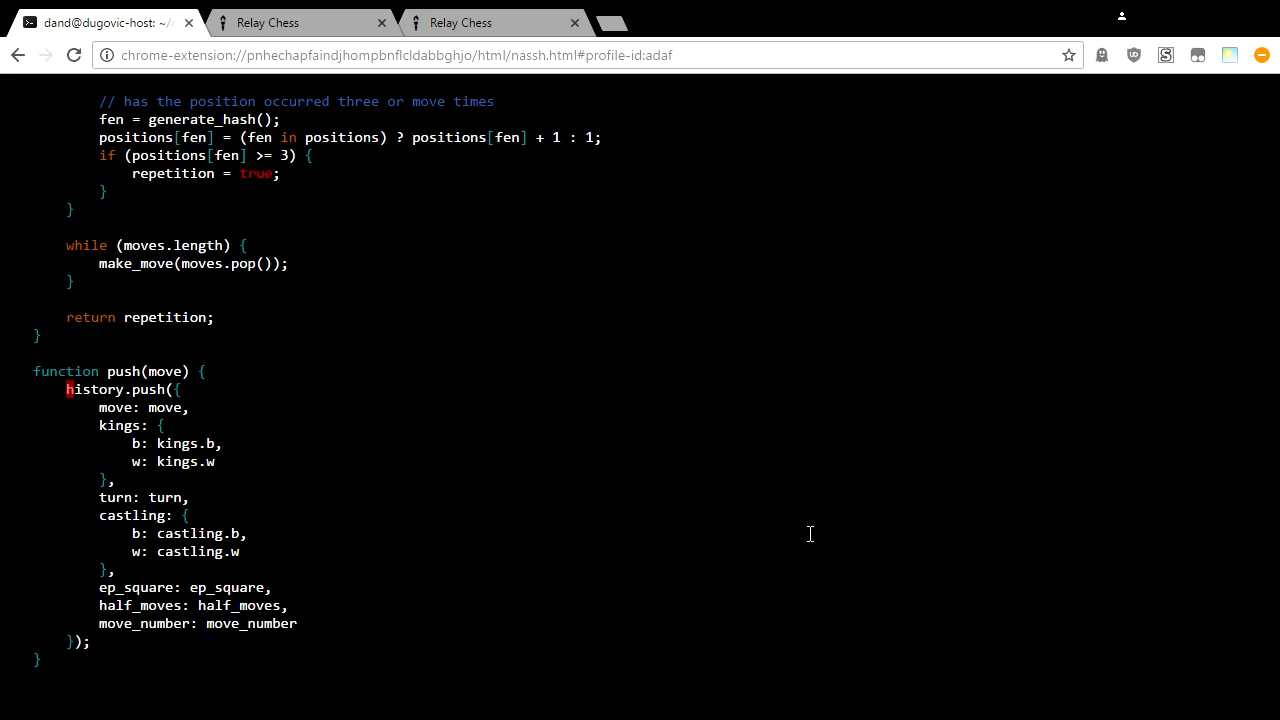 dand@dugovic-host: ~/
Relay Chess
Relay Chess
chrome-extension://pnhechapfaindjhompbnflcldabbghjo/html/nassh.html#profile-id:adaf
// has the position occurred three or move times
fen = generate_hash();
positions[fen] = (fen in positions) ? positions[fen] + 1 : 1;
if (positions[fen] >= 3) {
repetition = true;
}
}
while (moves.length) {
make_move(moves.pop());
}
return repetition;
}
function push(move) {
history.push({
move: move,
kings: {
b: kings.b,
w: kings.w
},
turn: turn,
castling: {
b: castling.b,
w: castling.w
},
ep_square: ep_square,
half_moves: half_moves,
move_number: move_number
});
}